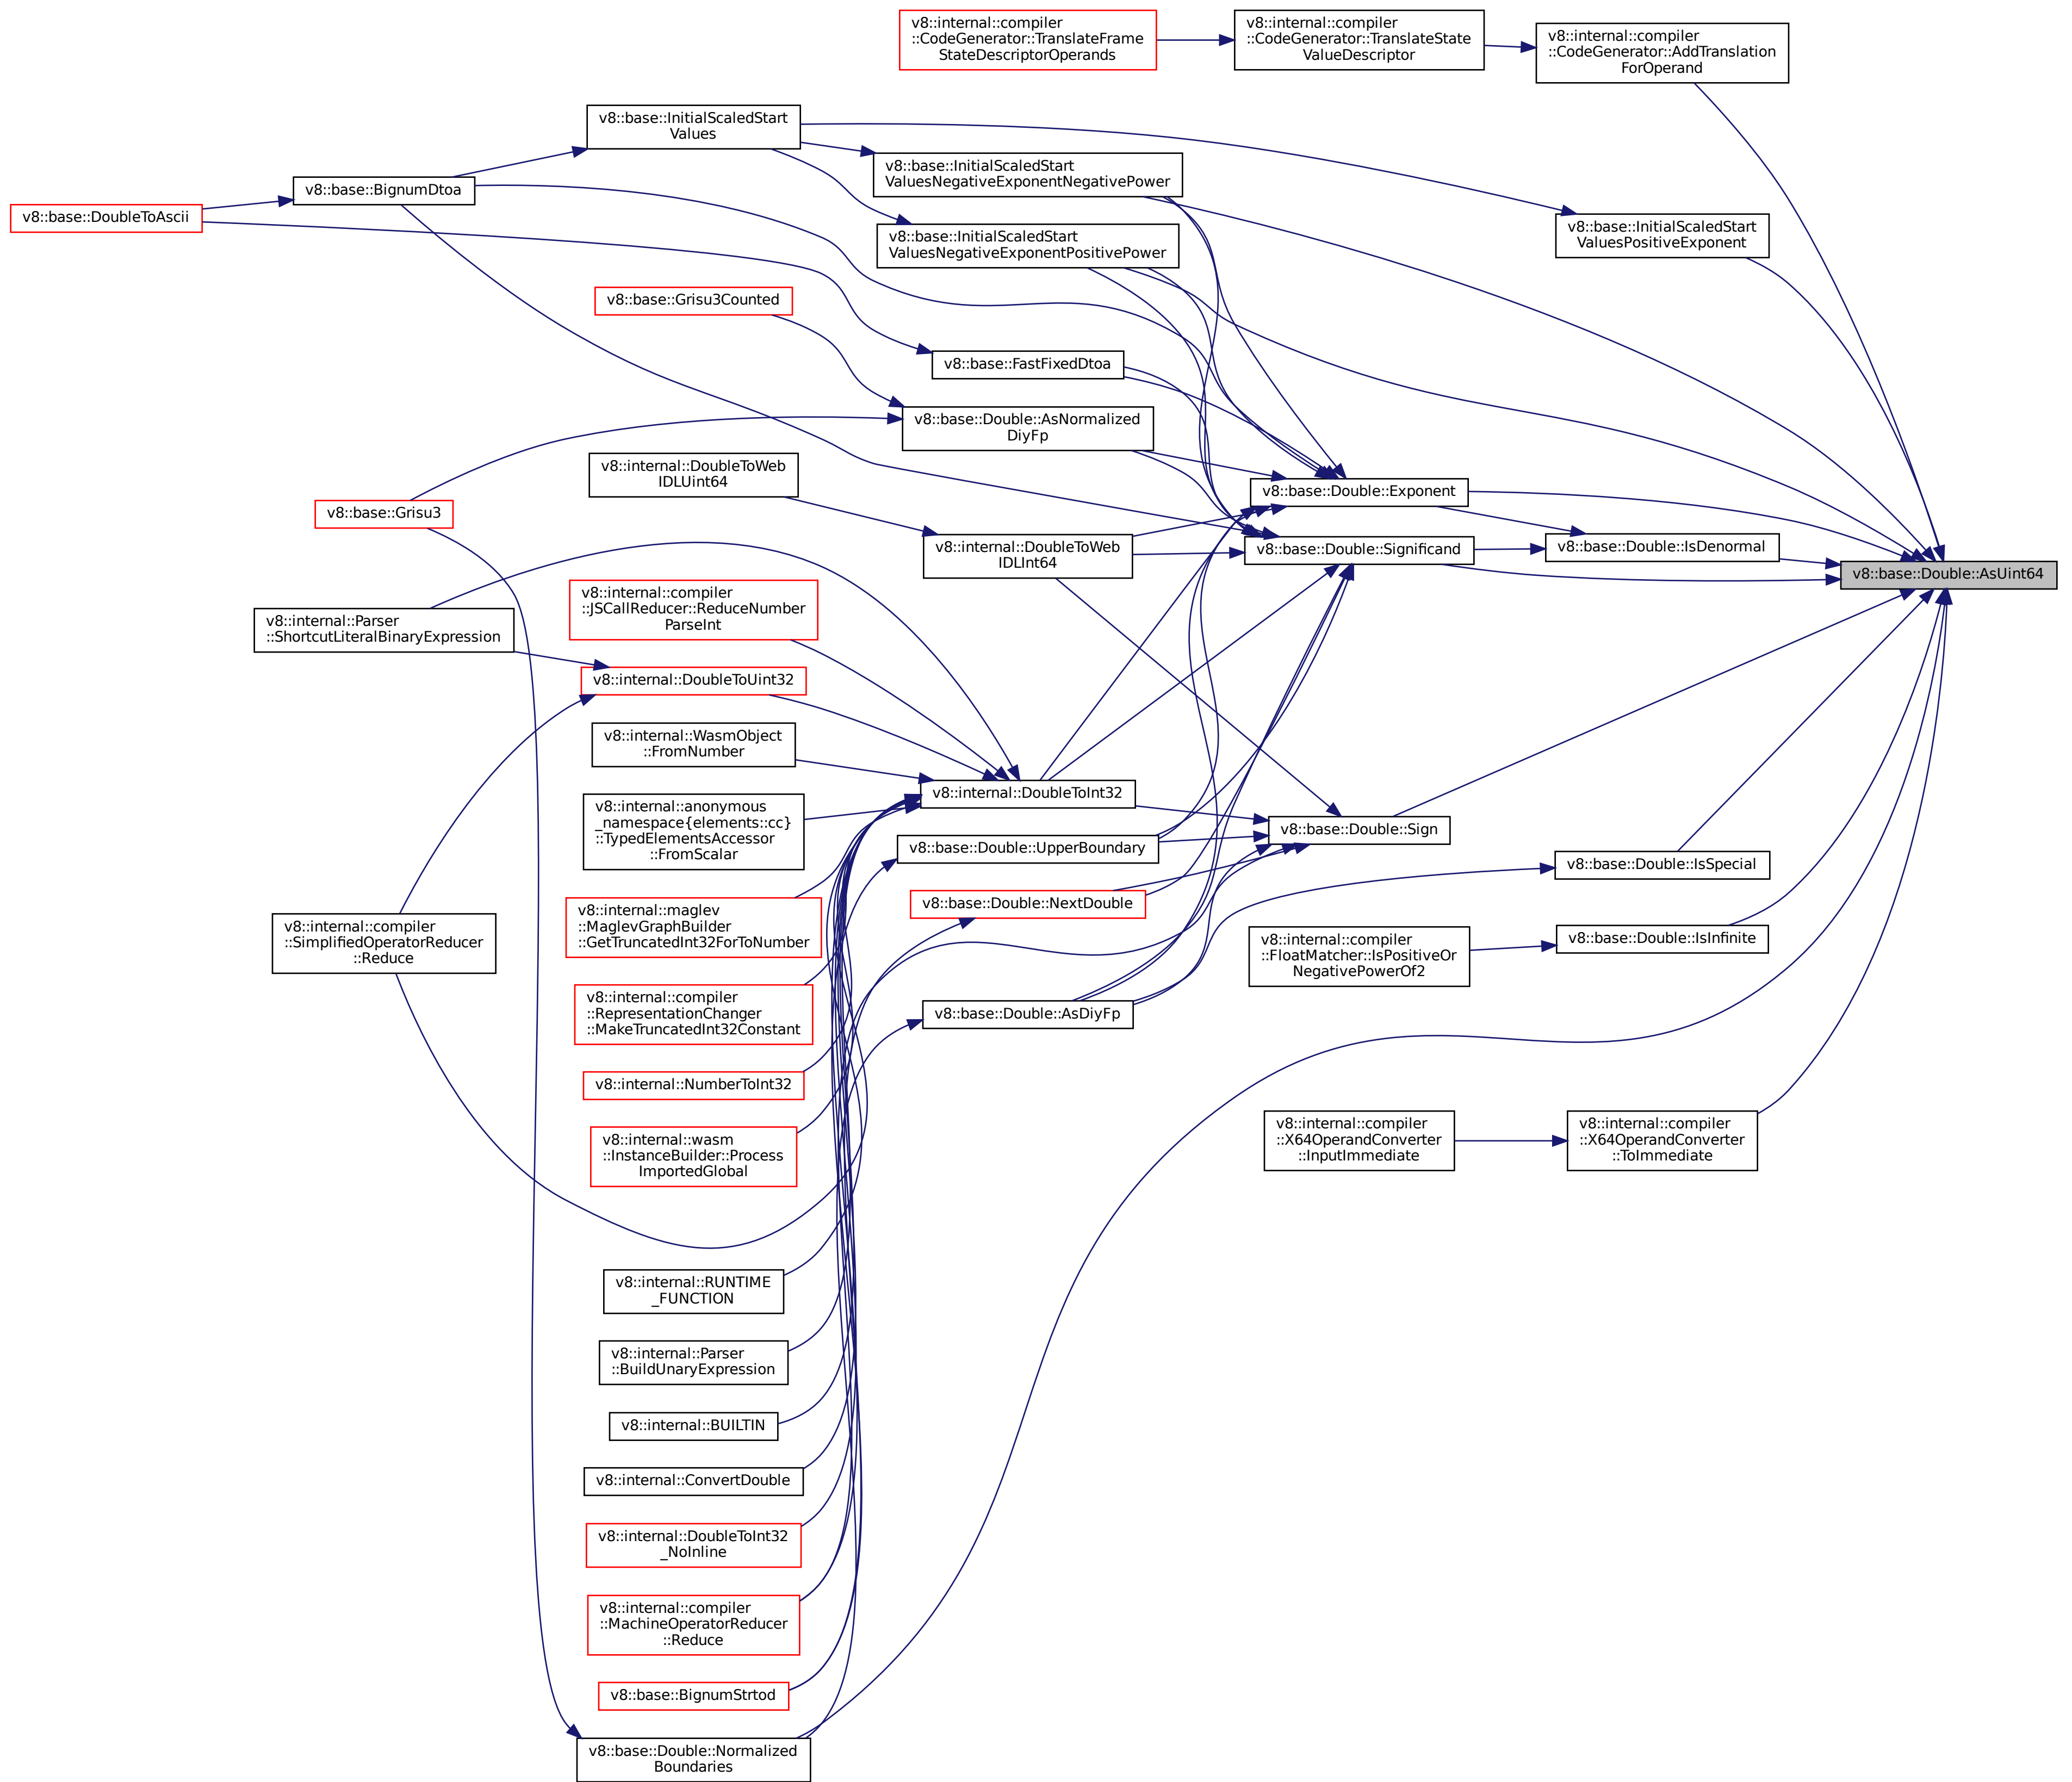 v8::internal::compiler
::CodeGenerator::TranslateFrame
StateDescriptorOperands
v8::internal::compiler
::CodeGenerator::TranslateState
ValueDescriptor
v8::internal::compiler
::CodeGenerator::AddTranslation
ForOperand
v8::base::InitialScaledStart
Values
v8::base::InitialScaledStart
ValuesNegativeExponentNegativePower
v8::base::BignumDtoa
v8::base::DoubleToAscii
v8::base::InitialScaledStart
ValuesPositiveExponent
v8::base::InitialScaledStart
ValuesNegativeExponentPositivePower
v8::base::Grisu3Counted
v8::base::FastFixedDtoa
v8::base::Double::AsNormalized
DiyFp
v8::internal::DoubleToWeb
IDLUint64
v8::base::Double::Exponent
v8::base::Grisu3
v8::internal::DoubleToWeb
IDLInt64
v8::base::Double::Significand
v8::base::Double::IsDenormal
v8::base::Double::AsUint64
v8::internal::compiler
::JSCallReducer::ReduceNumber
ParseInt
v8::internal::Parser
::ShortcutLiteralBinaryExpression
v8::internal::DoubleToUint32
v8::internal::WasmObject
::FromNumber
v8::internal::DoubleToInt32
v8::internal::anonymous
_namespace{elements::cc}
::TypedElementsAccessor
::FromScalar
v8::base::Double::Sign
v8::base::Double::UpperBoundary
v8::base::Double::IsSpecial
v8::base::Double::NextDouble
v8::internal::maglev
::MaglevGraphBuilder
::GetTruncatedInt32ForToNumber
v8::internal::compiler
::SimplifiedOperatorReducer
::Reduce
v8::base::Double::IsInfinite
v8::internal::compiler
::FloatMatcher::IsPositiveOr
NegativePowerOf2
v8::internal::compiler
::RepresentationChanger
::MakeTruncatedInt32Constant
v8::base::Double::AsDiyFp
v8::internal::NumberToInt32
v8::internal::wasm
::InstanceBuilder::Process
ImportedGlobal
v8::internal::compiler
::X64OperandConverter
::InputImmediate
v8::internal::compiler
::X64OperandConverter
::ToImmediate
v8::internal::RUNTIME
_FUNCTION
v8::internal::Parser
::BuildUnaryExpression
v8::internal::BUILTIN
v8::internal::ConvertDouble
v8::internal::DoubleToInt32
_NoInline
v8::internal::compiler
::MachineOperatorReducer
::Reduce
v8::base::BignumStrtod
v8::base::Double::Normalized
Boundaries